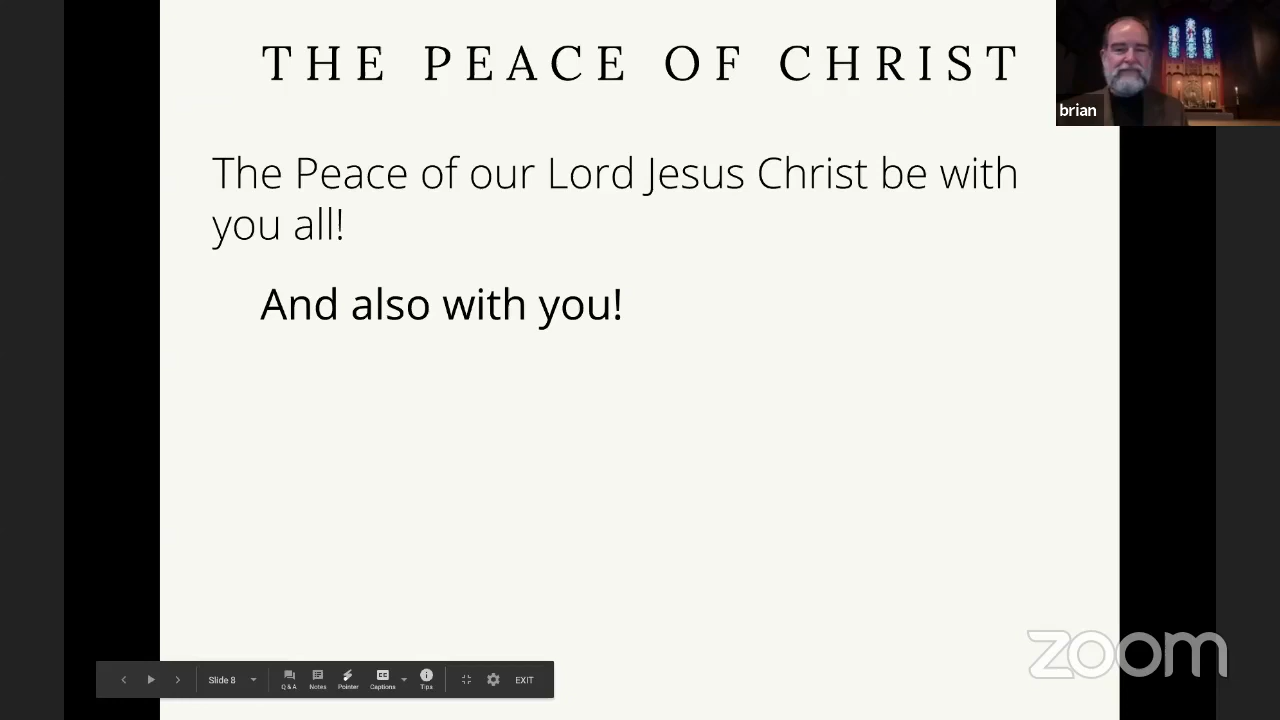 THE PEACE OF CHRIST
brian
The Peace of our Lord Jesus Christ be with
you all!
And also with you!
zoom
Slide 8
Q & A
Notes
Pointer
Captions
Tips
EXIT